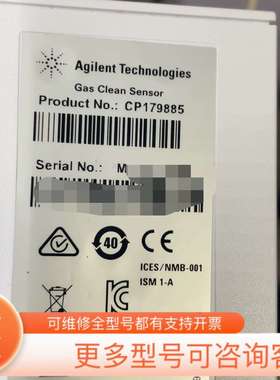 Agilent Technologies
Gas Clean Sensor
Product No.: CP179885
Serial No.: M
40
CE
ICES/NMB-001
ISM 1-A
可维修全型号都有支持开票
更多型号可咨询客